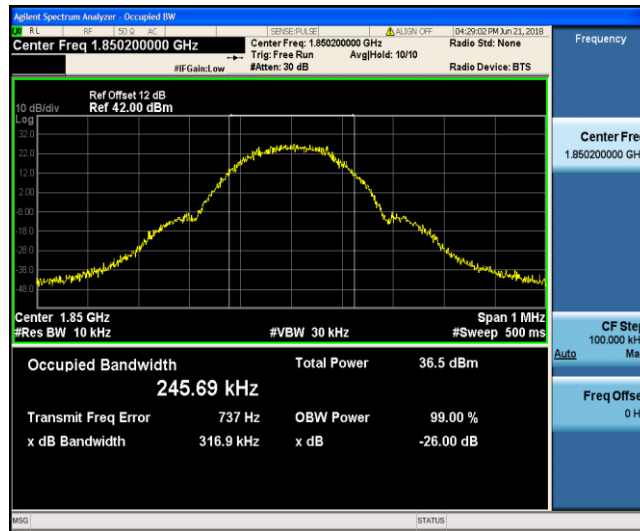 Agilent Spectrum Analyzer - Occupied BW
RL RF 50 Ω AC SENSE:PULSE ALIGN OFF 04:29:02 PM Jun 21, 2018
Center Freq 1.850200000 GHz
Center Freq: 1.850200000 GHz
Radio Std: None
Trig: Free Run Avg|Hold: 10/10
#IFGain:Low
#Atten: 30 dB
Radio Device: BTS
Frequency
Ref Offset 12 dB
10 dB/div Ref 42.00 dBm
Log
32.0
22.0
12.0
2.00
-8.00
-18.0
-28.0
-38.0
-48.0
Center 1.85 GHz Span 1 MHz
#Res BW 10 kHz #VBW 30 kHz #Sweep 500 ms
Occupied Bandwidth
245.69 kHz
Total Power 36.5 dBm
Transmit Freq Error 737 Hz OBW Power 99.00 %
x dB Bandwidth 316.9 kHz x dB -26.00 dB
Center Freq
1.850200000 GH
CF Step
100.000 kH
Auto Ma
Freq Offse
0 H
MSG STATUS